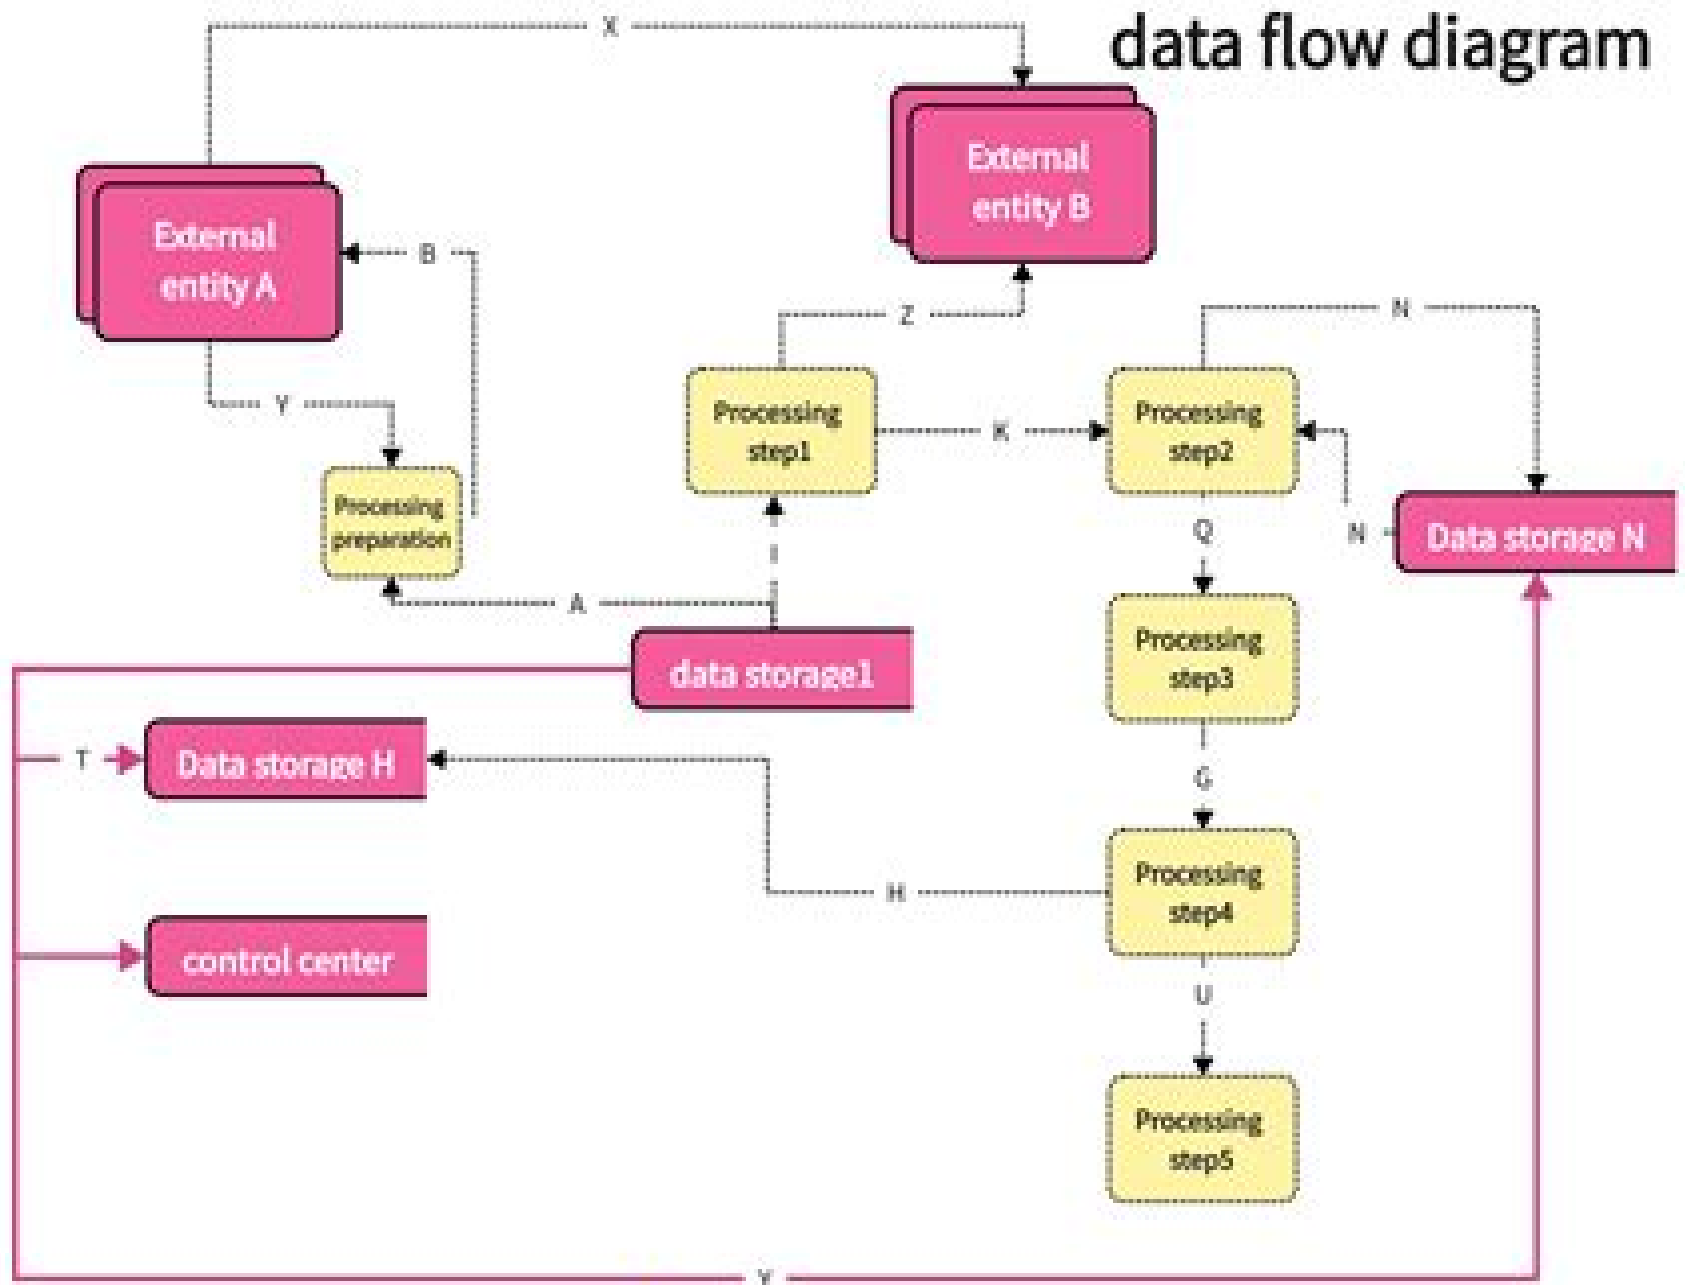 data flow diagram
X
External
entity B
External
entity A
B
Z
N
Y
Processing
step1
K
Processing
step2
Processing
preparation
Q
N
Data storage N
I
A
Processing
step3
data storage1
T
Data storage H
G
Processing
step4
H
control center
U
Processing
step5